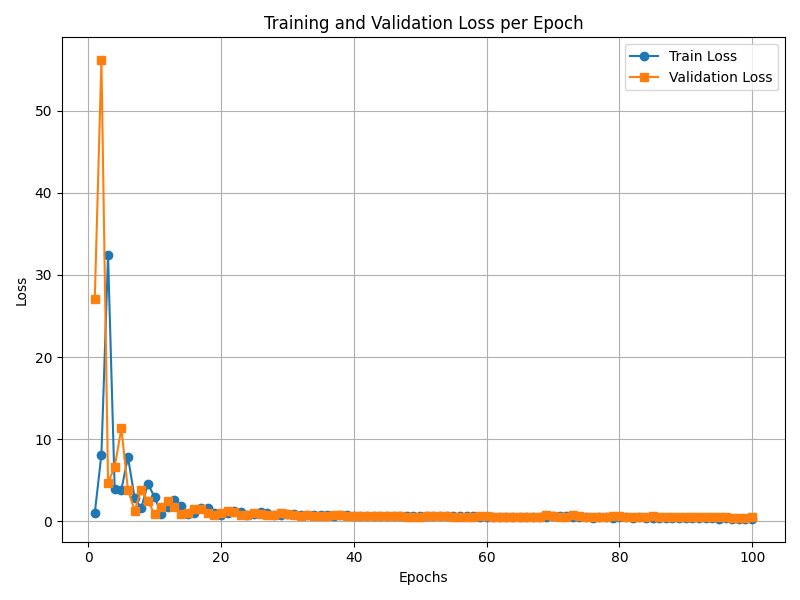 Training and Validation Loss per Epoch
Train Loss
Validation Loss
50
40
30
20
10
0
Loss
0 20 40 60 80 100
Epochs